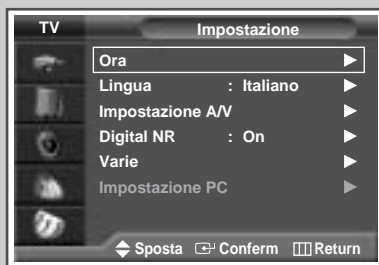 TV Impostazione
Ora
Lingua : Italiano
Impostazione A/V
Digital NR : On
Varie
Impostazione PC
Sposta Conferm Return